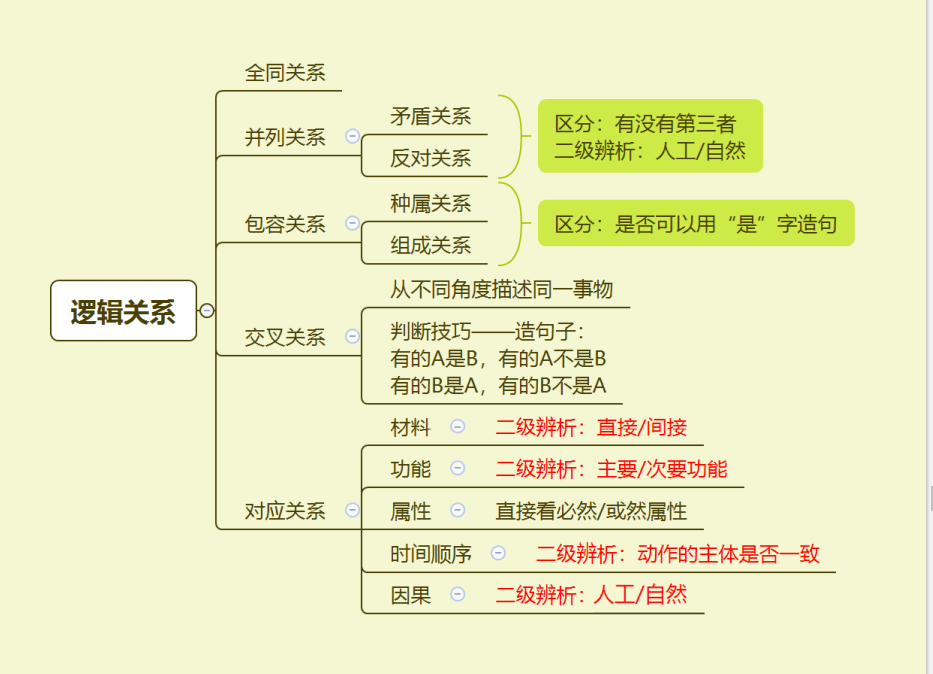 逻辑关系
全同关系
并列关系
矛盾关系
反对关系
区分：有没有第三者
二级辨析：人工/自然
包容关系
种属关系
组成关系
区分：是否可以用“是”字造句
交叉关系
从不同角度描述同一事物
判断技巧——造句子：
有的A是B，有的A不是B
有的B是A，有的B不是A
对应关系
材料
二级辨析：直接/间接
功能
二级辨析：主要/次要功能
属性
直接看必然/或然属性
时间顺序
二级辨析：动作的主体是否一致
因果
二级辨析：人工/自然